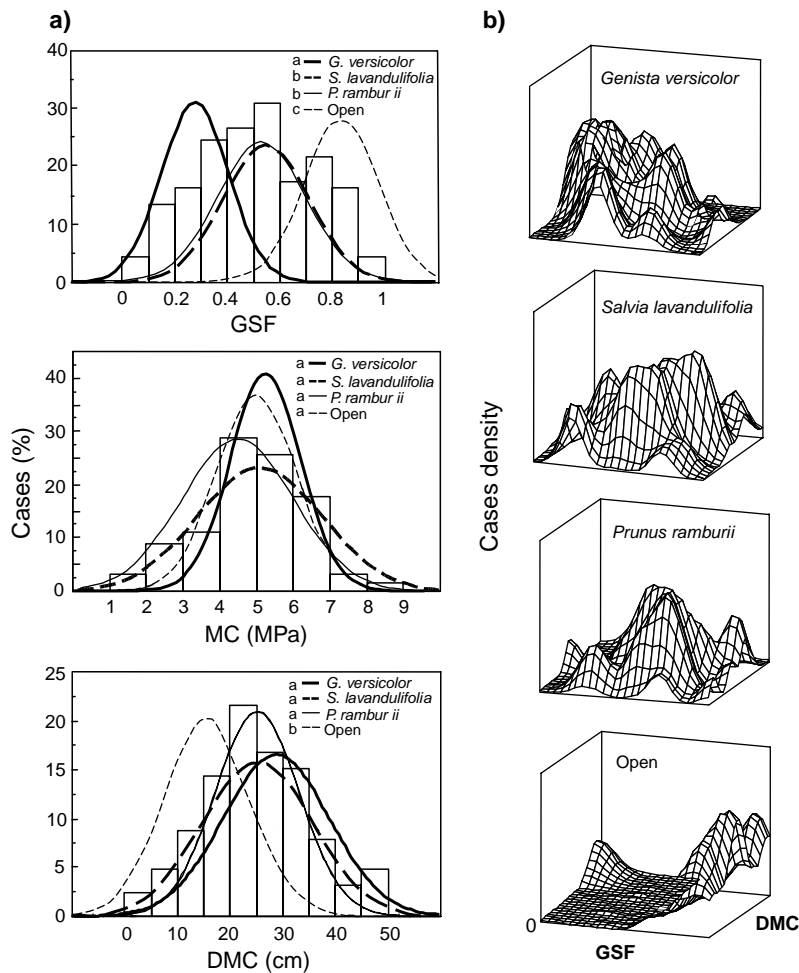 a)
40
30
20
10
0
a G. versicolor
b S. lavandulifolia
b P. rambur ii
c Open
0 0.2 0.4 0.6 0.8 1
GSF
Cases (%)
40
30
20
10
0
a G. versicolor
a S. lavandulifolia
a P. rambur ii
a Open
1 2 3 4 5 6 7 8 9
MC (MPa)
25
20
15
10
5
0
a G. versicolor
a S. lavandulifolia
a P. rambur ii
b Open
0 10 20 30 40 50
DMC (cm)
b)
Cases density
Genista versicolor
Salvia lavandulifolia
Prunus ramburii
Open
0
GSF
DMC